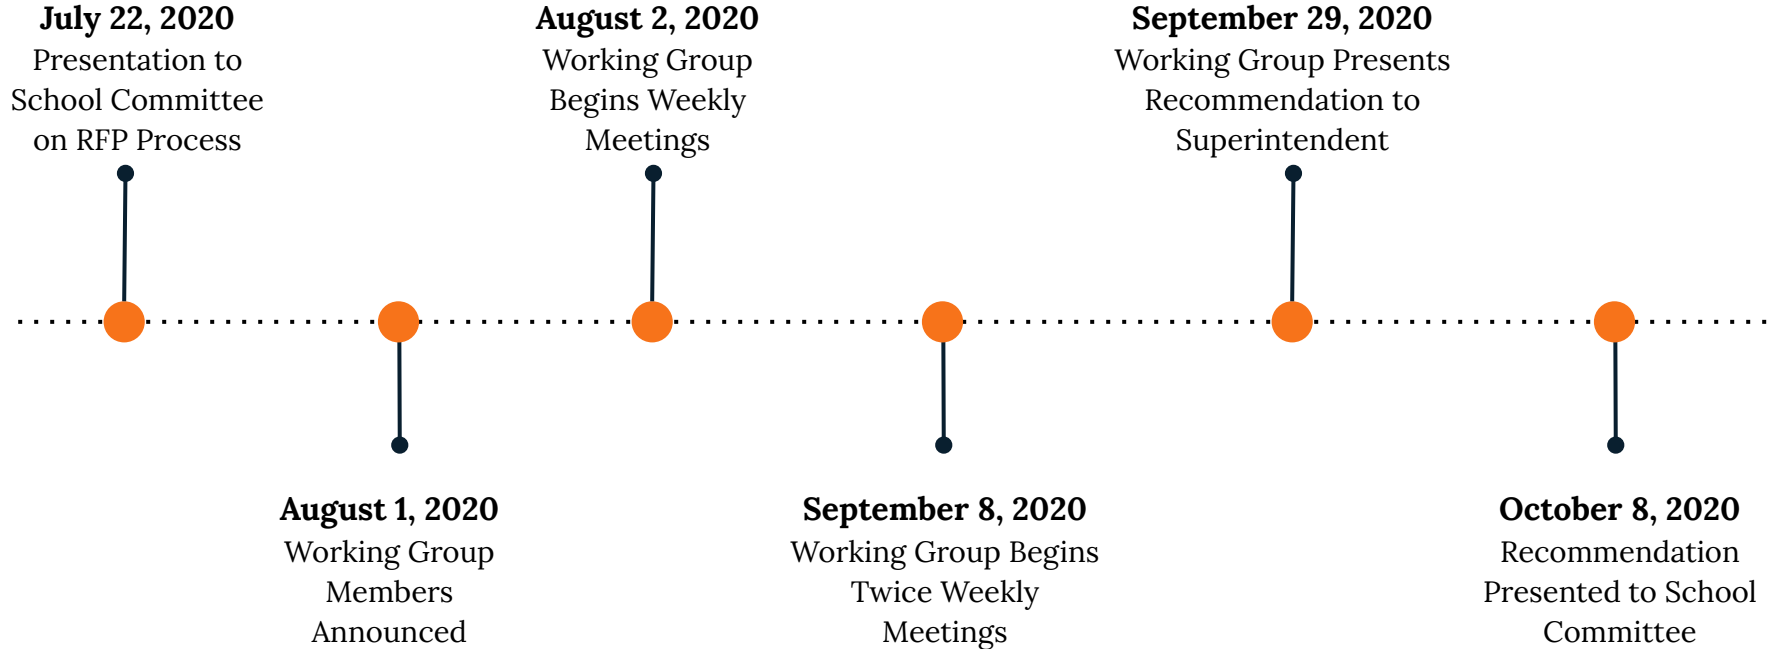 July 22, 2020
Presentation to
School Committee
on RFP Process
August 1, 2020
Working Group
Members
Announced
August 2, 2020
Working Group
Begins Weekly
Meetings
September 8, 2020
Working Group Begins
Twice Weekly
Meetings
September 29, 2020
Working Group Presents
Recommendation to
Superintendent
October 8, 2020
Recommendation
Presented to School
Committee